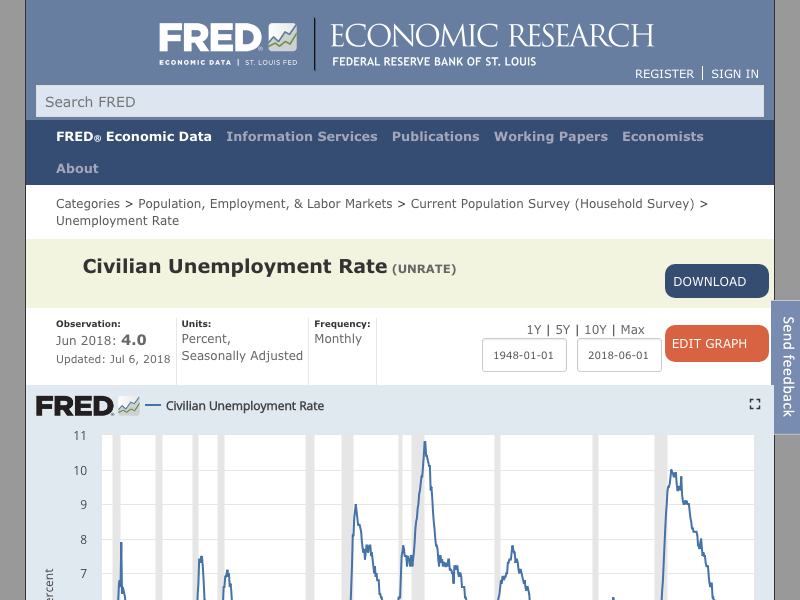 FRED® ECONOMIC RESEARCH
ECONOMIC DATA | ST. LOUIS FED
FEDERAL RESERVE BANK OF ST. LOUIS
REGISTER | SIGN IN
Search FRED
FRED® Economic Data Information Services Publications Working Papers Economists
About
Categories > Population, Employment, & Labor Markets > Current Population Survey (Household Survey) >
Unemployment Rate
Civilian Unemployment Rate (UNRATE)
DOWNLOAD
Observation:
Jun 2018: 4.0
Updated: Jul 6, 2018
Units:
Percent,
Seasonally Adjusted
Frequency:
Monthly
1Y | 5Y | 10Y | Max
1948-01-01 2018-06-01
EDIT GRAPH
Send feedback
FRED Civilian Unemployment Rate
11
10
9
8
7